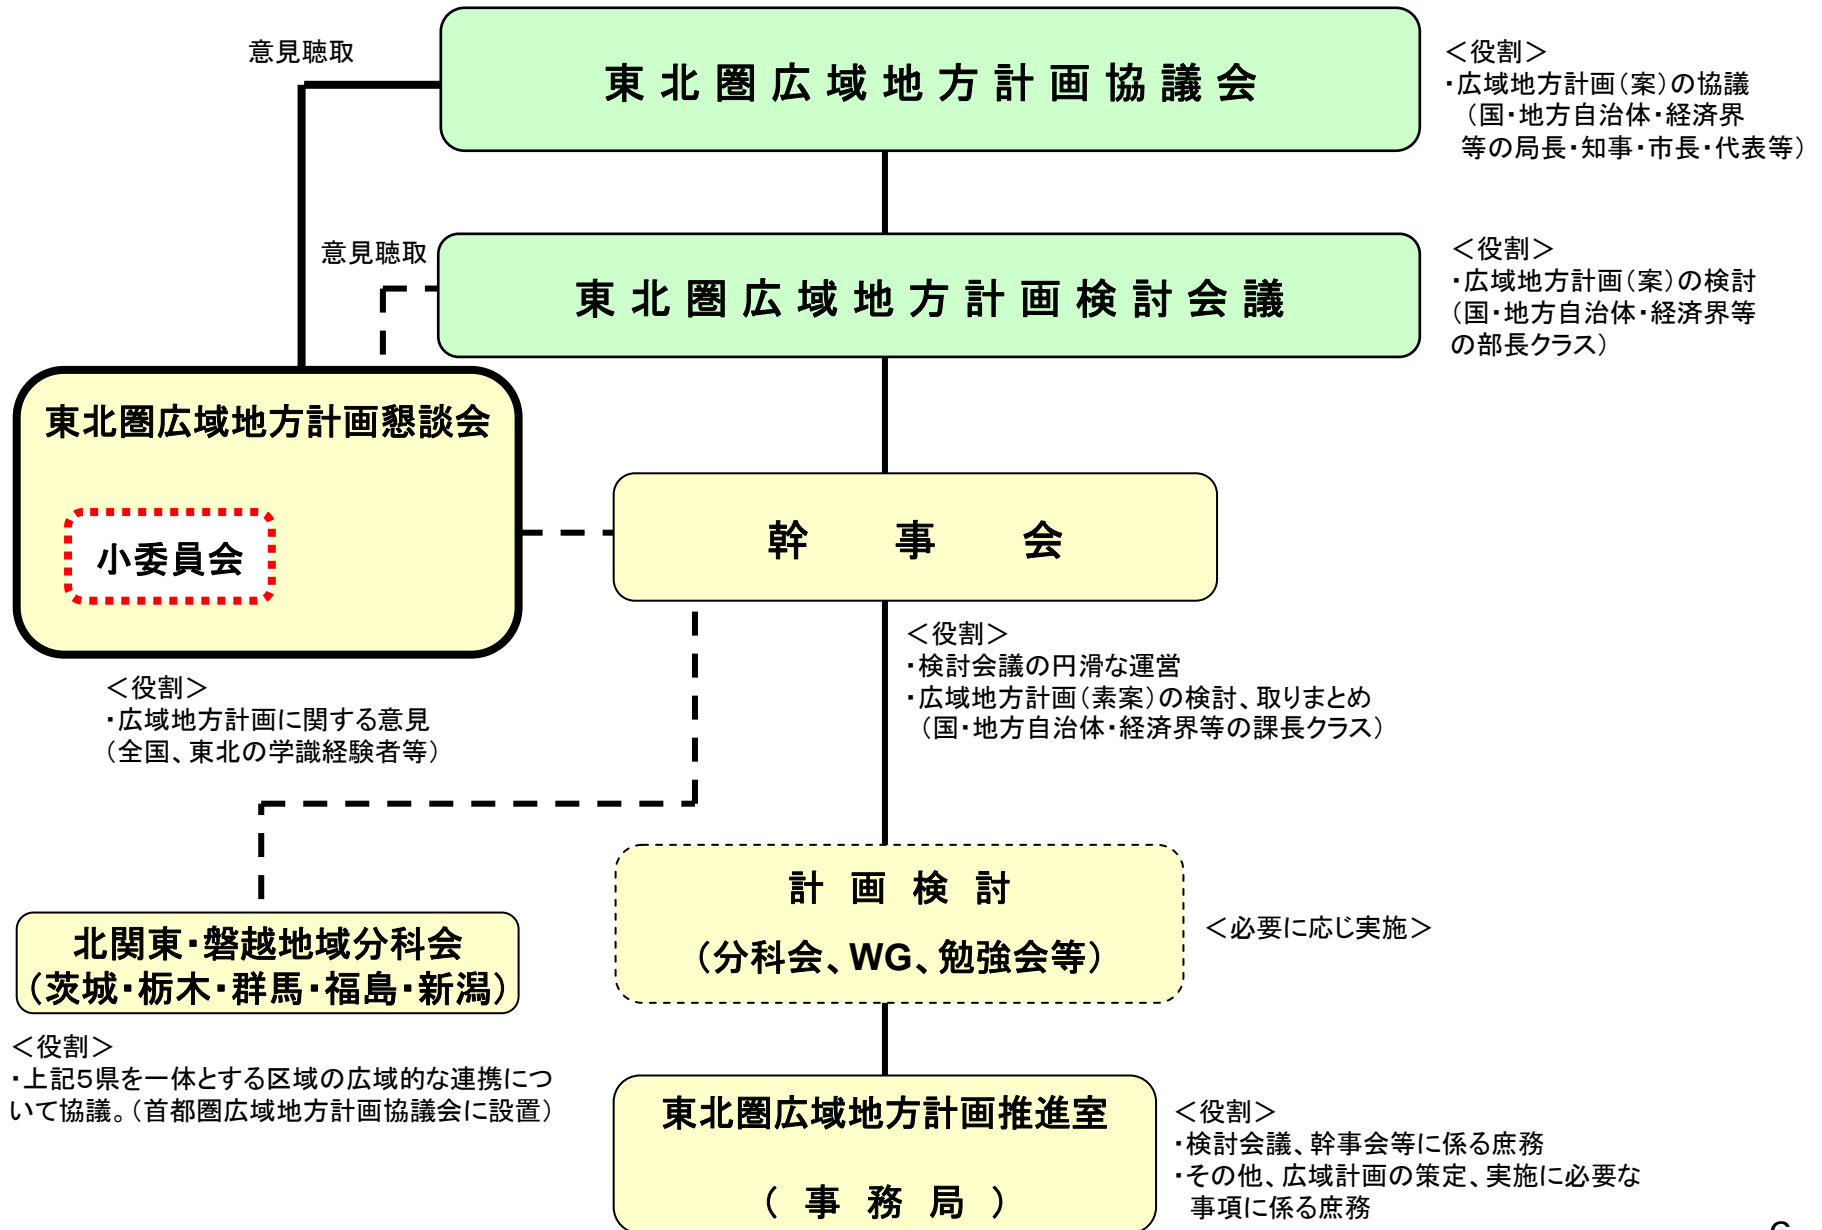 意見聴取
東北圏広域地方計画協議会
＜役割＞
・広域地方計画（案）の協議
（国・地方自治体・経済界
等の局長・知事・市長・代表等）
意見聴取
東北圏広域地方計画検討会議
＜役割＞
・広域地方計画（案）の検討
（国・地方自治体・経済界等
の部長クラス）
東北圏広域地方計画懇談会
小委員会
＜役割＞
・広域地方計画に関する意見
（全国、東北の学識経験者等）
幹事会
＜役割＞
・検討会議の円滑な運営
・広域地方計画（素案）の検討、取りまとめ
（国・地方自治体・経済界等の課長クラス）
計画検討
（分科会、WG、勉強会等）
＜必要に応じ実施＞
北関東・磐越地域分科会
（茨城・栃木・群馬・福島・新潟）
＜役割＞
・上記５県を一体とする区域の広域的な連携につ
いて協議。（首都圏広域地方計画協議会に設置）
東北圏広域地方計画推進室
（事務局）
＜役割＞
・検討会議、幹事会等に係る庶務
・その他、広域計画の策定、実施に必要な
事項に係る庶務